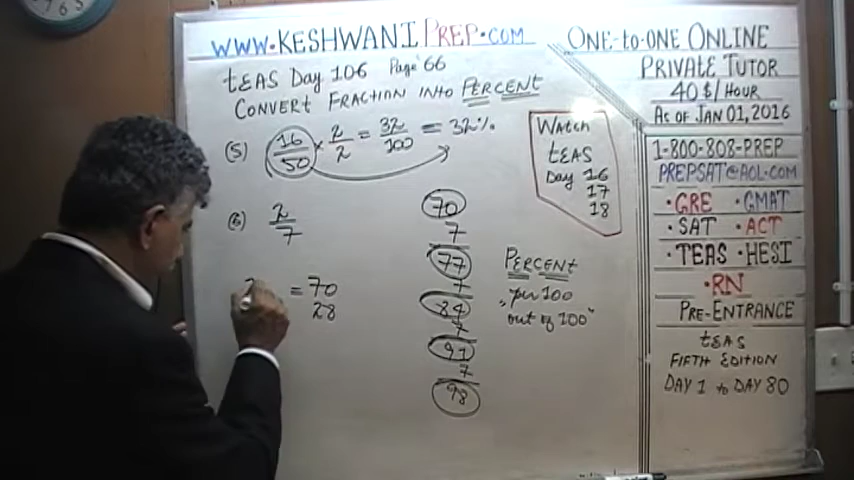 WWW.KESHWANIPREP.COM
TEAS Day 106 Page 66
CONVERT FRACTION INTO PERCENT
(5) 16/50 × 2/2 = 32/100 = 32%
(6) 2/7
= 70
28
70
7
77
7
84
7
91
7
98
WATCH
TEAS
Day 16
17
18
PERCENT
"per 100
out of 100"
ONE-to-ONE ONLINE
PRIVATE TUTOR
40 $/HOUR
AS OF JAN 01, 2016
1-800-808-PREP
PREPSAT@AOL.COM
• GRE • GMAT
• SAT • ACT
• TEAS • HESI
• RN
PRE-ENTRANCE
TEAS
FIFTH EDITION
DAY 1 to DAY 80